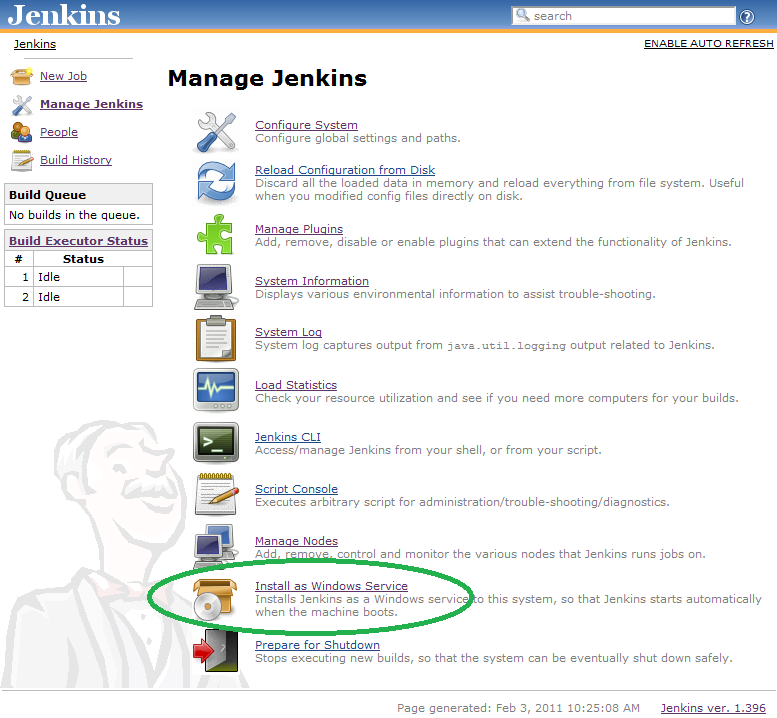 Jenkins
search
Jenkins
ENABLE AUTO REFRESH
New Job
Manage Jenkins
People
Build History
Build Queue
No builds in the queue.
Build Executor Status
# Status
1 Idle
2 Idle
Manage Jenkins
Configure System
Configure global settings and paths.
Reload Configuration from Disk
Discard all the loaded data in memory and reload everything from file system. Useful
when you modified config files directly on disk.
Manage Plugins
Add, remove, disable or enable plugins that can extend the functionality of Jenkins.
System Information
Displays various environmental information to assist trouble-shooting.
System Log
System log captures output from java.util.logging output related to Jenkins.
Load Statistics
Check your resource utilization and see if you need more computers for your builds.
Jenkins CLI
Access/manage Jenkins from your shell, or from your script.
Script Console
Executes arbitrary script for administration/trouble-shooting/diagnostics.
Manage Nodes
Add, remove, control and monitor the various nodes that Jenkins runs jobs on.
Install as Windows Service
Installs Jenkins as a Windows service to this system, so that Jenkins starts automatically
when the machine boots.
Prepare for Shutdown
Stops executing new builds, so that the system can be eventually shut down safely.
Page generated: Feb 3, 2011 10:25:08 AM Jenkins ver. 1.396